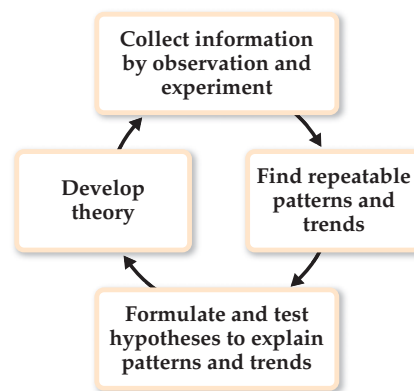 Collect information
by observation and
experiment
Find repeatable
patterns and
trends
Formulate and test
hypotheses to explain
patterns and trends
Develop
theory